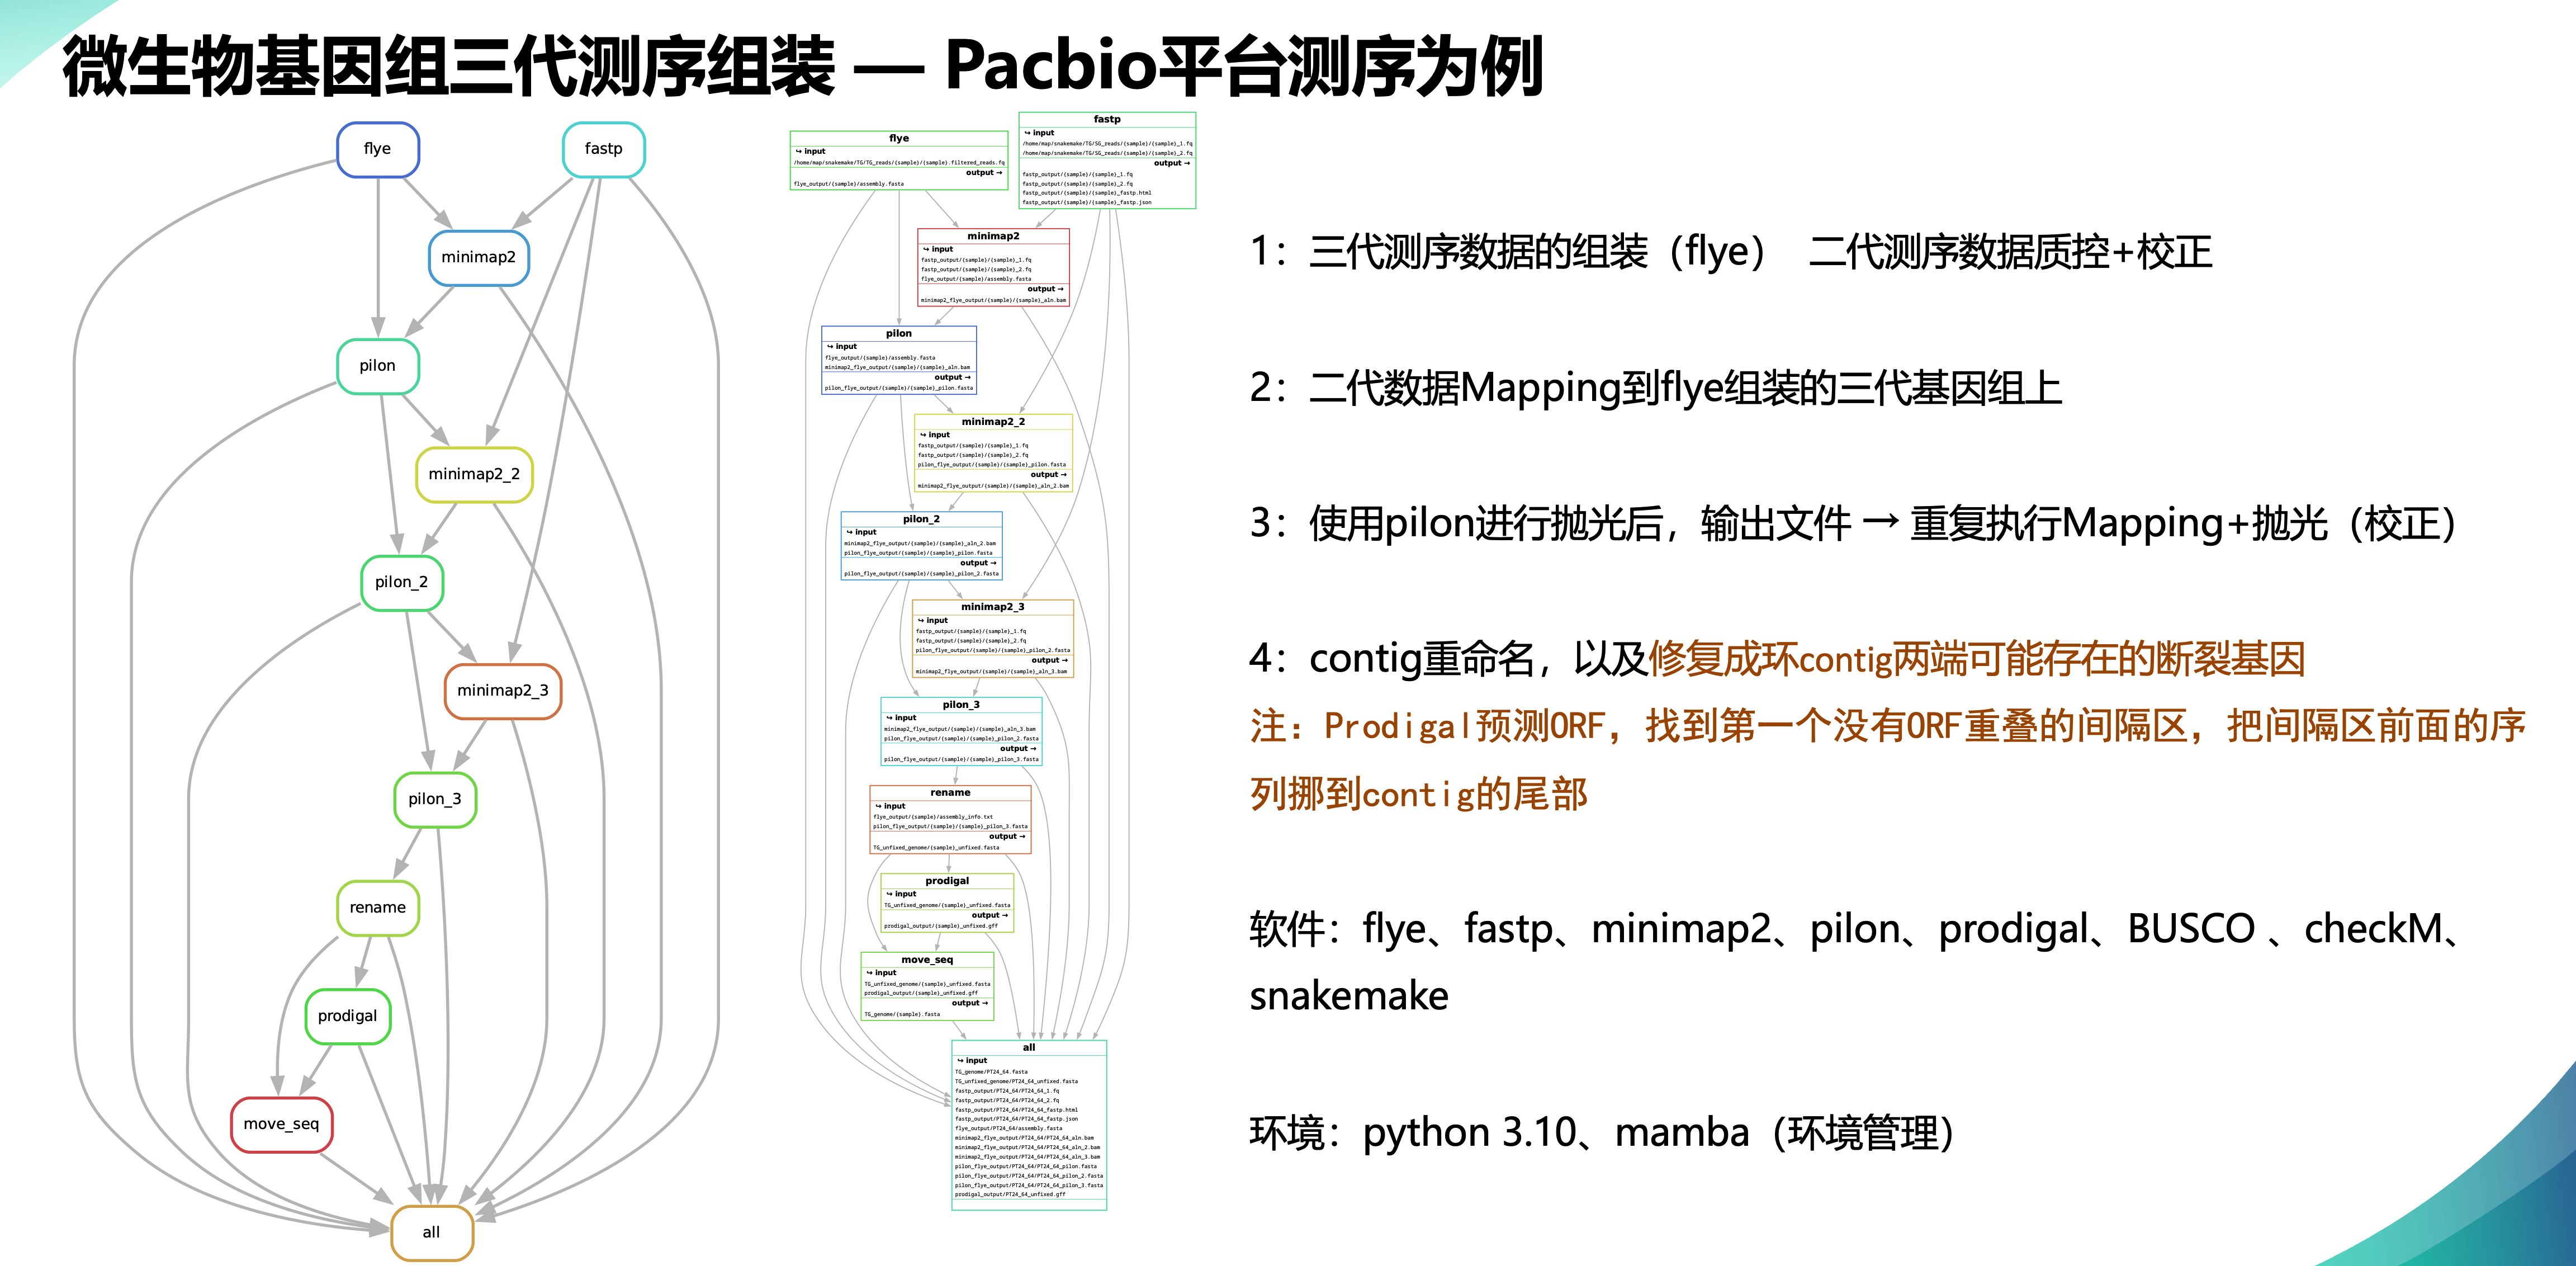 微生物基因组三代测序组装 — Pacbio平台测序为例
flye
fastp
minimap2
pilon
minimap2_2
pilon_2
minimap2_3
pilon_3
rename
prodigal
move_seq
all
flye
↪ input
/home/map/snakemake/TG/TG_reads/{sample}/{sample}.filtered_reads.fq
output →
flye_output/{sample}/assembly.fasta
fastp
↪ input
/home/map/snakemake/TG/SG_reads/{sample}/{sample}_1.fq
/home/map/snakemake/TG/SG_reads/{sample}/{sample}_2.fq
output →
fastp_output/{sample}/{sample}_1.fq
fastp_output/{sample}/{sample}_2.fq
fastp_output/{sample}/{sample}_fastp.html
fastp_output/{sample}/{sample}_fastp.json
minimap2
↪ input
fastp_output/{sample}/{sample}_1.fq
fastp_output/{sample}/{sample}_2.fq
flye_output/{sample}/assembly.fasta
output →
minimap2_flye_output/{sample}/{sample}_aln.bam
pilon
↪ input
flye_output/{sample}/assembly.fasta
minimap2_flye_output/{sample}/{sample}_aln.bam
output →
pilon_flye_output/{sample}/{sample}_pilon.fasta
minimap2_2
↪ input
fastp_output/{sample}/{sample}_1.fq
fastp_output/{sample}/{sample}_2.fq
pilon_flye_output/{sample}/{sample}_pilon.fasta
output →
minimap2_flye_output/{sample}/{sample}_aln_2.bam
pilon_2
↪ input
minimap2_flye_output/{sample}/{sample}_aln_2.bam
pilon_flye_output/{sample}/{sample}_pilon.fasta
output →
pilon_flye_output/{sample}/{sample}_pilon_2.fasta
minimap2_3
↪ input
fastp_output/{sample}/{sample}_1.fq
fastp_output/{sample}/{sample}_2.fq
pilon_flye_output/{sample}/{sample}_pilon_2.fasta
output →
minimap2_flye_output/{sample}/{sample}_aln_3.bam
pilon_3
↪ input
minimap2_flye_output/{sample}/{sample}_aln_3.bam
pilon_flye_output/{sample}/{sample}_pilon_2.fasta
output →
pilon_flye_output/{sample}/{sample}_pilon_3.fasta
rename
↪ input
flye_output/{sample}/assembly_info.txt
pilon_flye_output/{sample}/{sample}_pilon_3.fasta
output →
TG_unfixed_genome/{sample}_unfixed.fasta
prodigal
↪ input
TG_unfixed_genome/{sample}_unfixed.fasta
output →
prodigal_output/{sample}_unfixed.gff
move_seq
↪ input
TG_unfixed_genome/{sample}_unfixed.fasta
prodigal_output/{sample}_unfixed.gff
output →
TG_genome/{sample}.fasta
all
↪ input
TG_genome/PT24_64.fasta
TG_unfixed_genome/PT24_64_unfixed.fasta
fastp_output/PT24_64/PT24_64_1.fq
fastp_output/PT24_64/PT24_64_2.fq
fastp_output/PT24_64/PT24_64_fastp.html
fastp_output/PT24_64/PT24_64_fastp.json
flye_output/PT24_64/assembly.fasta
minimap2_flye_output/PT24_64/PT24_64_aln.bam
minimap2_flye_output/PT24_64/PT24_64_aln_2.bam
minimap2_flye_output/PT24_64/PT24_64_aln_3.bam
pilon_flye_output/PT24_64/PT24_64_pilon.fasta
pilon_flye_output/PT24_64/PT24_64_pilon_2.fasta
pilon_flye_output/PT24_64/PT24_64_pilon_3.fasta
prodigal_output/PT24_64_unfixed.gff
1：三代测序数据的组装（flye） 二代测序数据质控+校正
2：二代数据Mapping到flye组装的三代基因组上
3：使用pilon进行抛光后，输出文件 → 重复执行Mapping+抛光（校正）
4：contig重命名，以及修复成环contig两端可能存在的断裂基因
注：Prodigal预测ORF，找到第一个没有ORF重叠的间隔区，把间隔区前面的序
列挪到contig的尾部
软件：flye、fastp、minimap2、pilon、prodigal、BUSCO 、checkM、
snakemake
环境：python 3.10、mamba（环境管理）